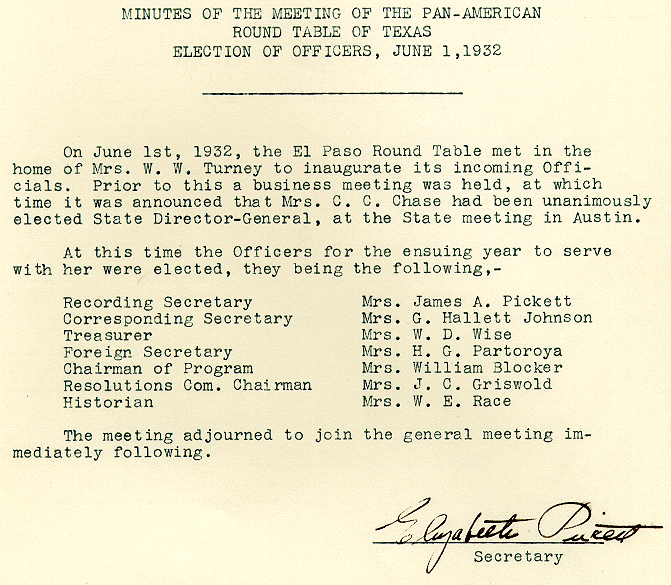 MINUTES OF THE MEETING OF THE PAN-AMERICAN
ROUND TABLE OF TEXAS
ELECTION OF OFFICERS, JUNE 1,1932
On June 1st, 1932, the El Paso Round Table met in the
home of Mrs. W. W. Turney to inaugurate its incoming Offi-
cials. Prior to this a business meeting was held, at which
time it was announced that Mrs. C. C. Chase had been unanimously
elected State Director-General, at the State meeting in Austin.
At this time the Officers for the ensuing year to serve
with her were elected, they being the following,-
Recording Secretary Mrs. James A. Pickett
Corresponding Secretary Mrs. G. Hallett Johnson
Treasurer Mrs. W. D. Wise
Foreign Secretary Mrs. H. G. Partoroya
Chairman of Program Mrs. William Blocker
Resolutions Com. Chairman Mrs. J. C. Griswold
Historian Mrs. W. E. Race
The meeting adjourned to join the general meeting im-
mediately following.
Elizabeth
Secretary